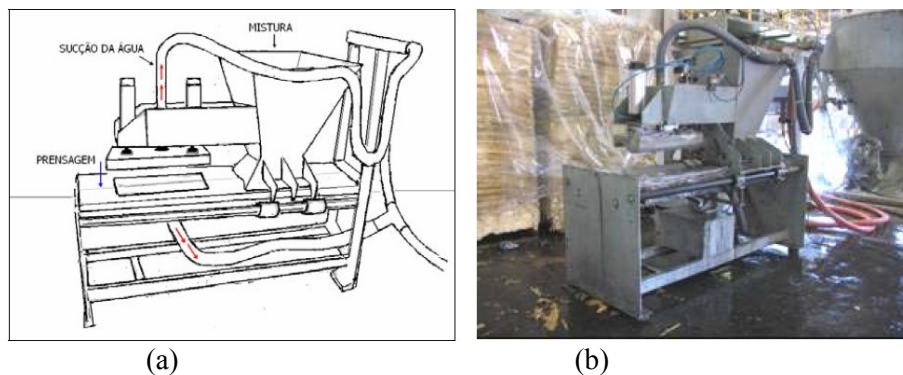 MISTURA
SUCÇÃO DA ÁGUA
PRENSAGEM
(a)
(b)